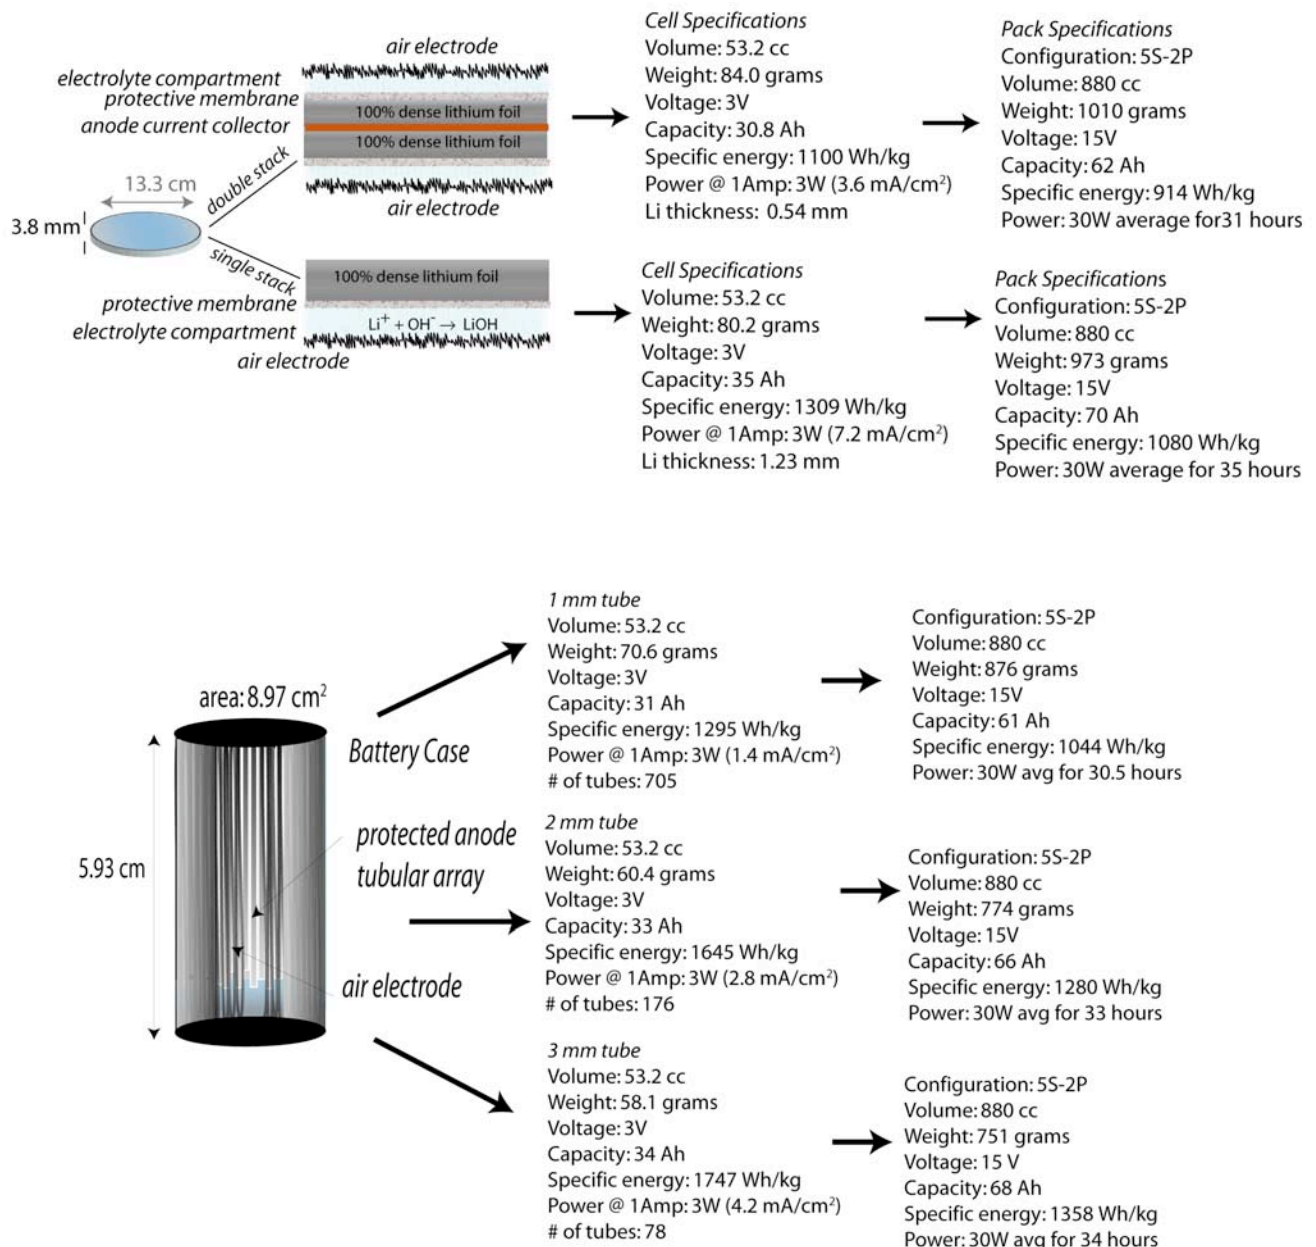 air electrode
electrolyte compartment
protective membrane
anode current collector
100% dense lithium foil
100% dense lithium foil
double stack
air electrode
13.3 cm
3.8 mm
single stack
100% dense lithium foil
protective membrane
electrolyte compartment
Li⁺ + OH⁻ → LiOH
air electrode
Cell Specifications
Volume: 53.2 cc
Weight: 84.0 grams
Voltage: 3V
Capacity: 30.8 Ah
Specific energy: 1100 Wh/kg
Power @ 1Amp: 3W (3.6 mA/cm²)
Li thickness: 0.54 mm
Pack Specifications
Configuration: 5S-2P
Volume: 880 cc
Weight: 1010 grams
Voltage: 15V
Capacity: 62 Ah
Specific energy: 914 Wh/kg
Power: 30W average for31 hours
Cell Specifications
Volume: 53.2 cc
Weight: 80.2 grams
Voltage: 3V
Capacity: 35 Ah
Specific energy: 1309 Wh/kg
Power @ 1Amp: 3W (7.2 mA/cm²)
Li thickness: 1.23 mm
Pack Specifications
Configuration: 5S-2P
Volume: 880 cc
Weight: 973 grams
Voltage: 15V
Capacity: 70 Ah
Specific energy: 1080 Wh/kg
Power: 30W average for 35 hours
area: 8.97 cm²
5.93 cm
Battery Case
protected anode
tubular array
air electrode
1 mm tube
Volume: 53.2 cc
Weight: 70.6 grams
Voltage: 3V
Capacity: 31 Ah
Specific energy: 1295 Wh/kg
Power @ 1Amp: 3W (1.4 mA/cm²)
# of tubes: 705
Configuration: 5S-2P
Volume: 880 cc
Weight: 876 grams
Voltage: 15V
Capacity: 61 Ah
Specific energy: 1044 Wh/kg
Power: 30W avg for 30.5 hours
2 mm tube
Volume: 53.2 cc
Weight: 60.4 grams
Voltage: 3V
Capacity: 33 Ah
Specific energy: 1645 Wh/kg
Power @ 1Amp: 3W (2.8 mA/cm²)
# of tubes: 176
Configuration: 5S-2P
Volume: 880 cc
Weight: 774 grams
Voltage: 15V
Capacity: 66 Ah
Specific energy: 1280 Wh/kg
Power: 30W avg for 33 hours
3 mm tube
Volume: 53.2 cc
Weight: 58.1 grams
Voltage: 3V
Capacity: 34 Ah
Specific energy: 1747 Wh/kg
Power @ 1Amp: 3W (4.2 mA/cm²)
# of tubes: 78
Configuration: 5S-2P
Volume: 880 cc
Weight: 751 grams
Voltage: 15 V
Capacity: 68 Ah
Specific energy: 1358 Wh/kg
Power: 30W avg for 34 hours